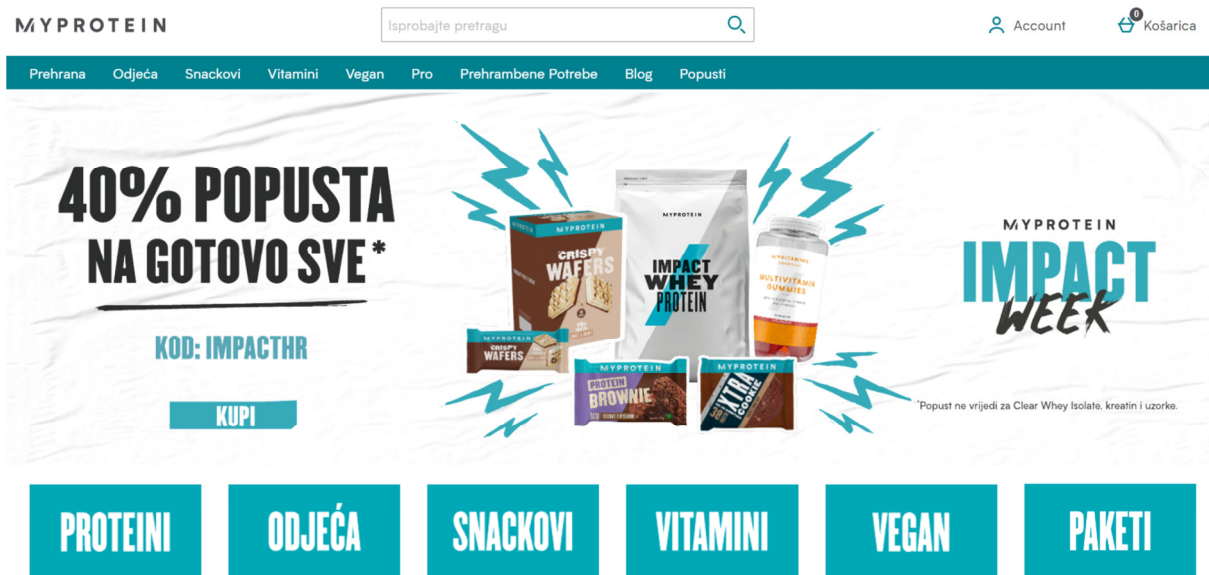 MYPROTEIN
Isprobajte pretragu
Account
0
Košarica
Prehrana Odjeća Snackovi Vitamini Vegan Pro Prehrambene Potrebe Blog Popusti
40% POPUSTA
NA GOTOVO SVE*
KOD: IMPACTHR
KUPI
MYPROTEIN
CRISPY
WAFERS
MYPROTEIN
CRISPY
WAFERS
MYPROTEIN
IMPACT
WHEY
PROTEIN
MYVITAMINS
MULTIVITAMIN
GUMMIES
MYPROTEIN
PROTEIN
BROWNIE
MYPROTEIN
XTRA
COOKIE
MYPROTEIN
IMPACT
WEEK
*Popust ne vrijedi za Clear Whey Isolate, kreatin i uzorke.
PROTEINI ODJEĆA SNACKOVI VITAMINI VEGAN PAKETI